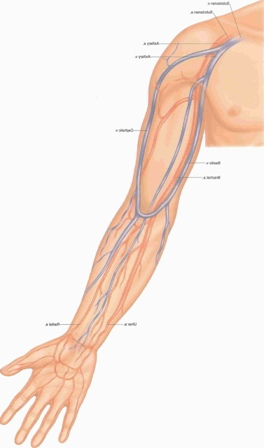 Subclavian v.
Subclavian a.
Axillary a.
Axillary v.
Cephalic v.
Basilic v.
Brachial a.
Radial a.
Ulnar a.